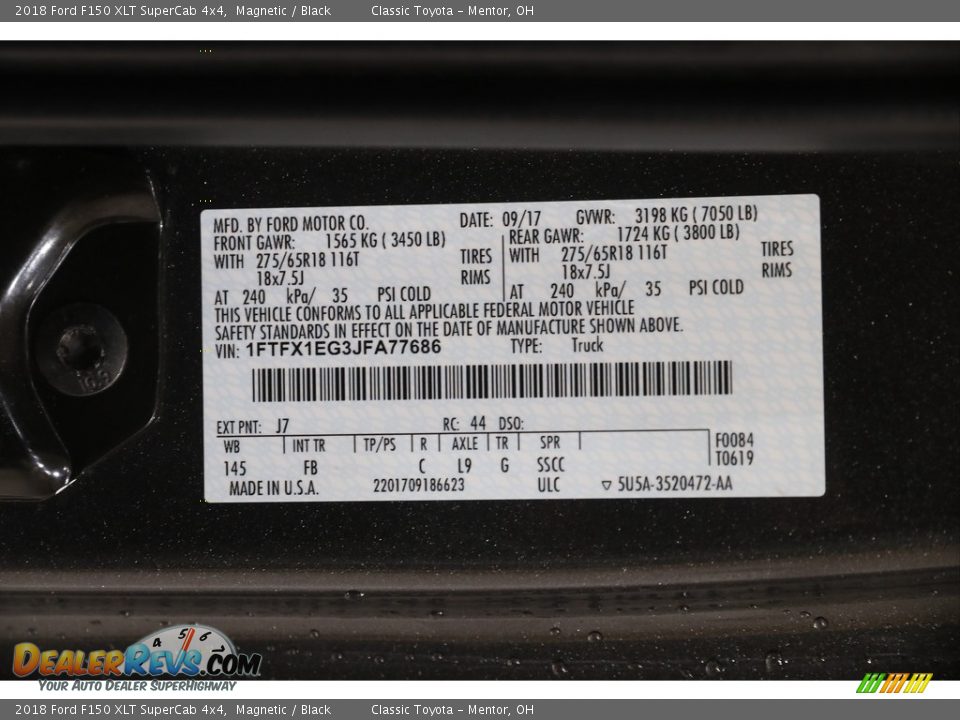 2018 Ford F150 XLT SuperCab 4x4, Magnetic / Black Classic Toyota – Mentor, OH
MFD. BY FORD MOTOR CO. DATE: 09/17 GVWR: 3198 KG ( 7050 LB)
FRONT GAWR: 1565 KG ( 3450 LB) REAR GAWR: 1724 KG ( 3800 LB)
WITH 275/65R18 116T TIRES WITH 275/65R18 116T TIRES
18x7.5J RIMS 18x7.5J RIMS
AT 240 kPa/ 35 PSI COLD AT 240 kPa/ 35 PSI COLD
THIS VEHICLE CONFORMS TO ALL APPLICABLE FEDERAL MOTOR VEHICLE
SAFETY STANDARDS IN EFFECT ON THE DATE OF MANUFACTURE SHOWN ABOVE.
VIN: 1FTFX1EG3JFA77686 TYPE: Truck
EXT PNT: J7 RC: 44 DSO:
WB INT TR TP/PS R AXLE TR SPR F0084
T0619
145 FB C L9 G SSCC
MADE IN U.S.A. 2201709186623 ULC ▽ 5U5A-3520472-AA
10.9
4 5 6
DEALERREVS.COM
YOUR AUTO DEALER SUPERHIGHWAY
2018 Ford F150 XLT SuperCab 4x4, Magnetic / Black Classic Toyota – Mentor, OH